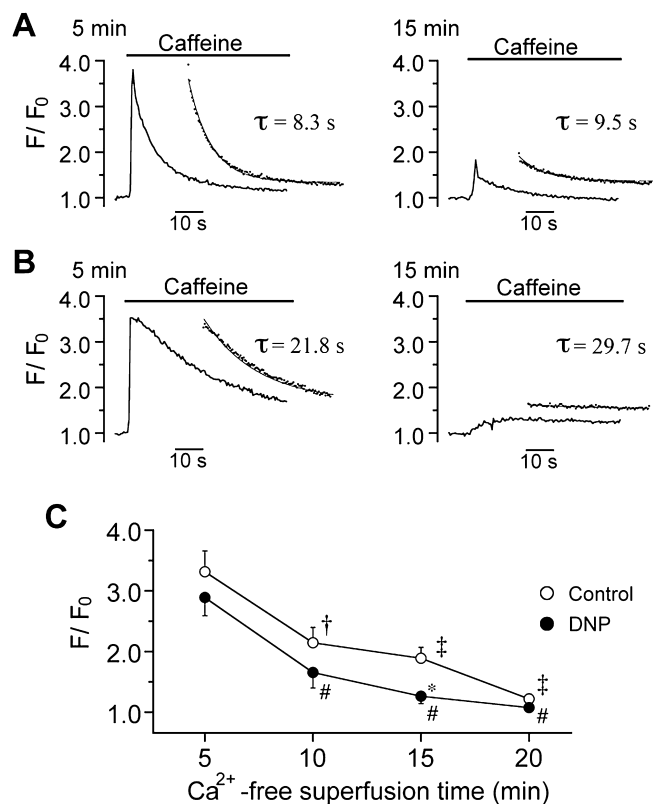 A
5 min
Caffeine
4.0
3.0
2.0
1.0
F/ F0
τ = 8.3 s
10 s
15 min
Caffeine
4.0
3.0
2.0
1.0
τ = 9.5 s
10 s
B
5 min
Caffeine
4.0
3.0
2.0
1.0
F/ F0
τ = 21.8 s
10 s
15 min
Caffeine
4.0
3.0
2.0
1.0
τ = 29.7 s
10 s
C
4.0
3.0
2.0
1.0
F/ F0
†
‡
‡
#
*
#
#
Control
DNP
5 10 15 20
Ca2+ -free superfusion time (min)